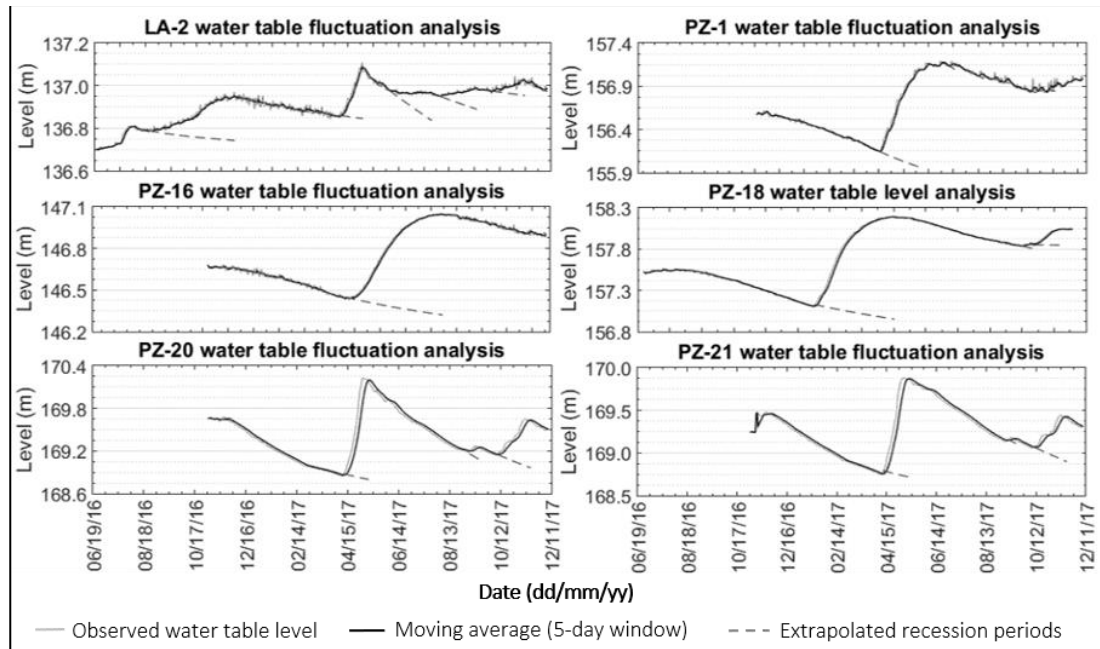 LA-2 water table fluctuation analysis
Level (m)
137.2
137.0
136.8
136.6
PZ-1 water table fluctuation analysis
Level (m)
157.4
156.9
156.4
155.9
PZ-16 water table fluctuation analysis
Level (m)
147.1
146.8
146.5
146.2
PZ-18 water table level analysis
Level (m)
158.3
157.8
157.3
156.8
PZ-20 water table fluctuation analysis
Level (m)
170.4
169.8
169.2
168.6
06/19/16
08/18/16
10/17/16
12/16/16
02/14/17
04/15/17
06/14/17
08/13/17
10/12/17
12/11/17
PZ-21 water table fluctuation analysis
Level (m)
170.0
169.5
169.0
168.5
06/19/16
08/18/16
10/17/16
12/16/16
02/14/17
04/15/17
06/14/17
08/13/17
10/12/17
12/11/17
Date (dd/mm/yy)
Observed water table level
Moving average (5-day window)
Extrapolated recession periods